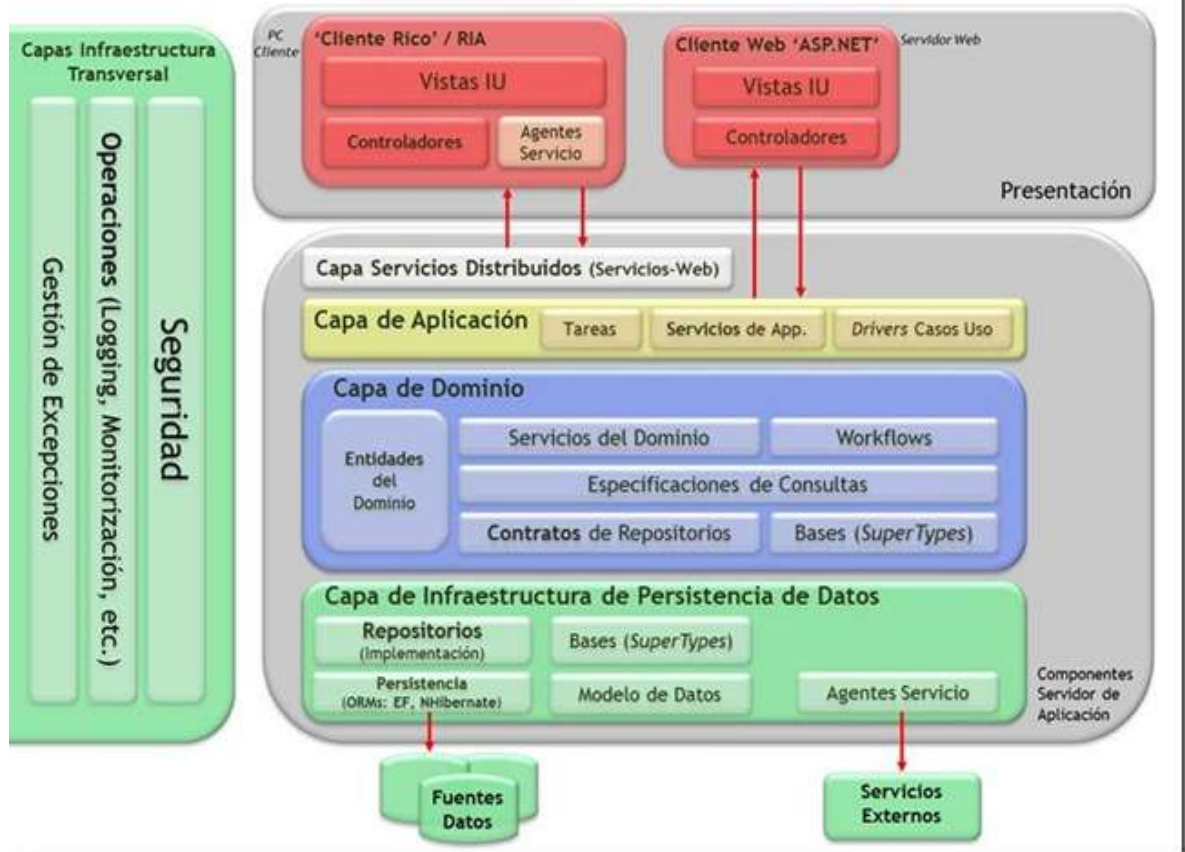 Capas Infraestructura
Transversal
Gestión de Excepciones
Operaciones (Logging, Monitorización, etc.)
Seguridad
PC
Cliente
'Cliente Rico' / RIA
Vistas IU
Controladores
Agentes
Servicio
Cliente Web 'ASP.NET'
Servidor Web
Vistas IU
Controladores
Presentación
Capa Servicios Distribuidos (Servicios-Web)
Capa de Aplicación
Tareas
Servicios de App.
Drivers Casos Uso
Capa de Dominio
Entidades
del
Dominio
Servicios del Dominio
Workflows
Especificaciones de Consultas
Contratos de Repositorios
Bases (SuperTypes)
Capa de Infraestructura de Persistencia de Datos
Repositorios
(Implementación)
Bases (SuperTypes)
Persistencia
(ORMs: EF, NHibernate)
Modelo de Datos
Agentes Servicio
Componentes
Servidor de
Aplicación
Fuentes
Datos
Servicios
Externos